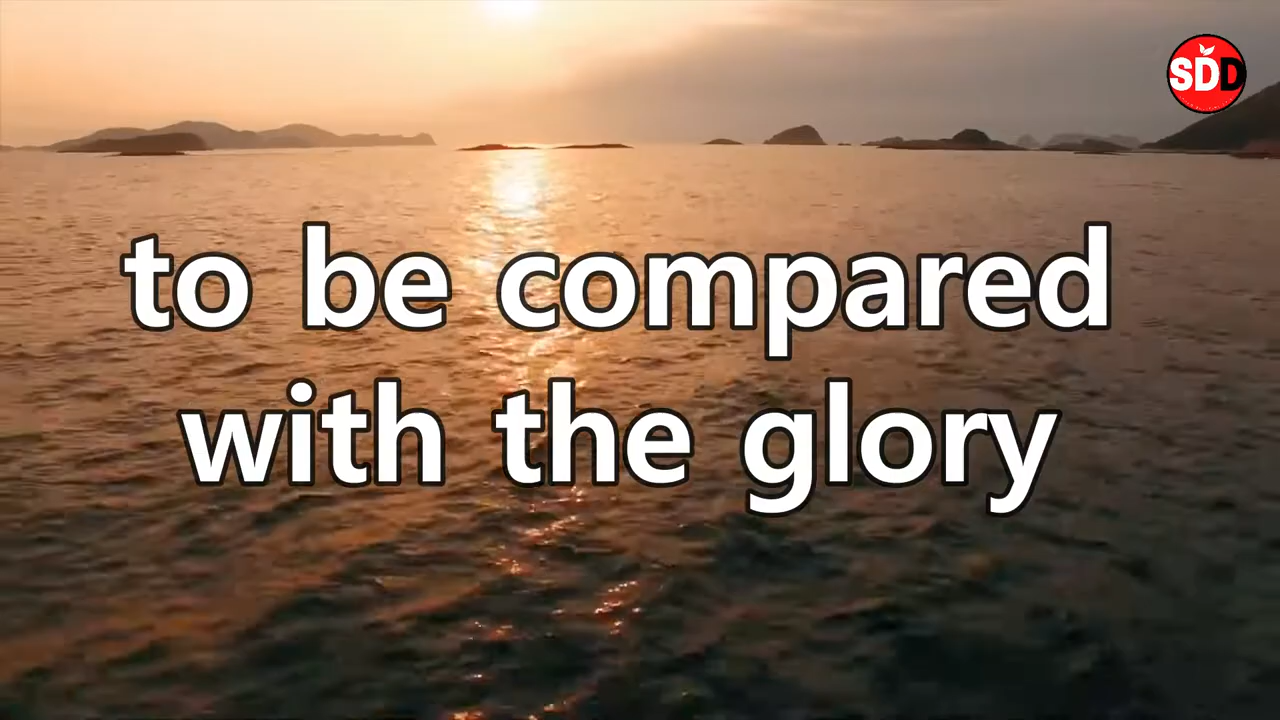 SDD
to be compared
with the glory